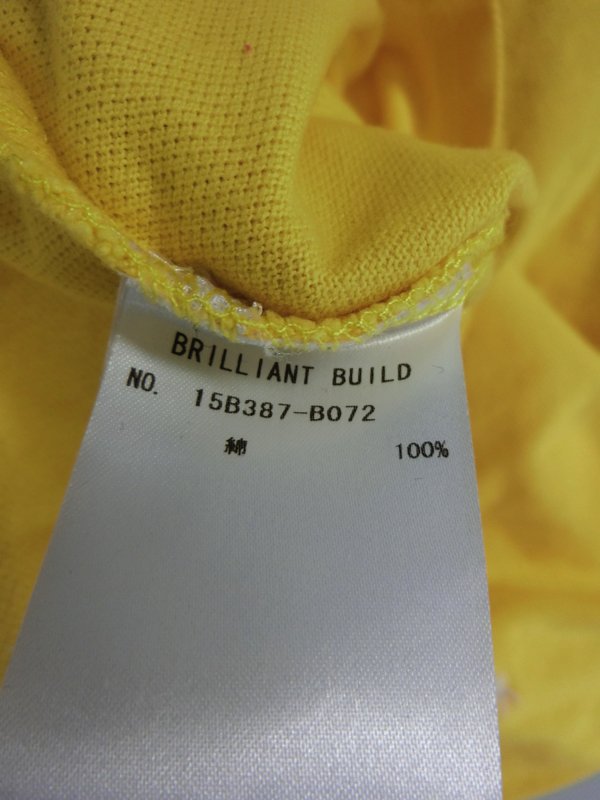 BRILLIANT BUILD
NO. 15B387-B072
綿 100%